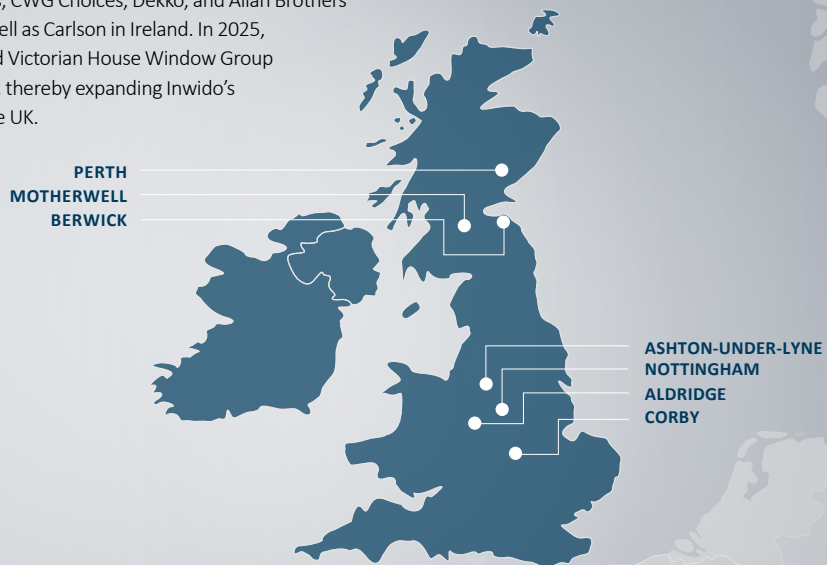 CWG Choices, Dekko, and Allan Brothers
as Carlson in Ireland. In 2025,
Victorian House Window Group
thereby expanding Inwido’s
UK.
PERTH
MOTHERWELL
BERWICK
ASHTON-UNDER-LYNE
NOTTINGHAM
ALDRIDGE
CORBY